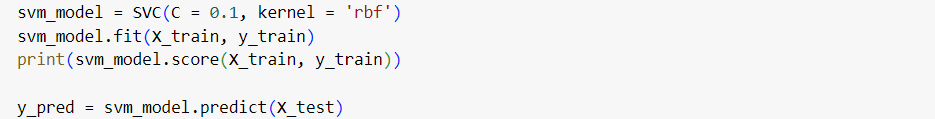 svm_model = SVC(C = 0.1, kernel = 'rbf')
svm_model.fit(X_train, y_train)
print(svm_model.score(X_train, y_train))
y_pred = svm_model.predict(X_test)